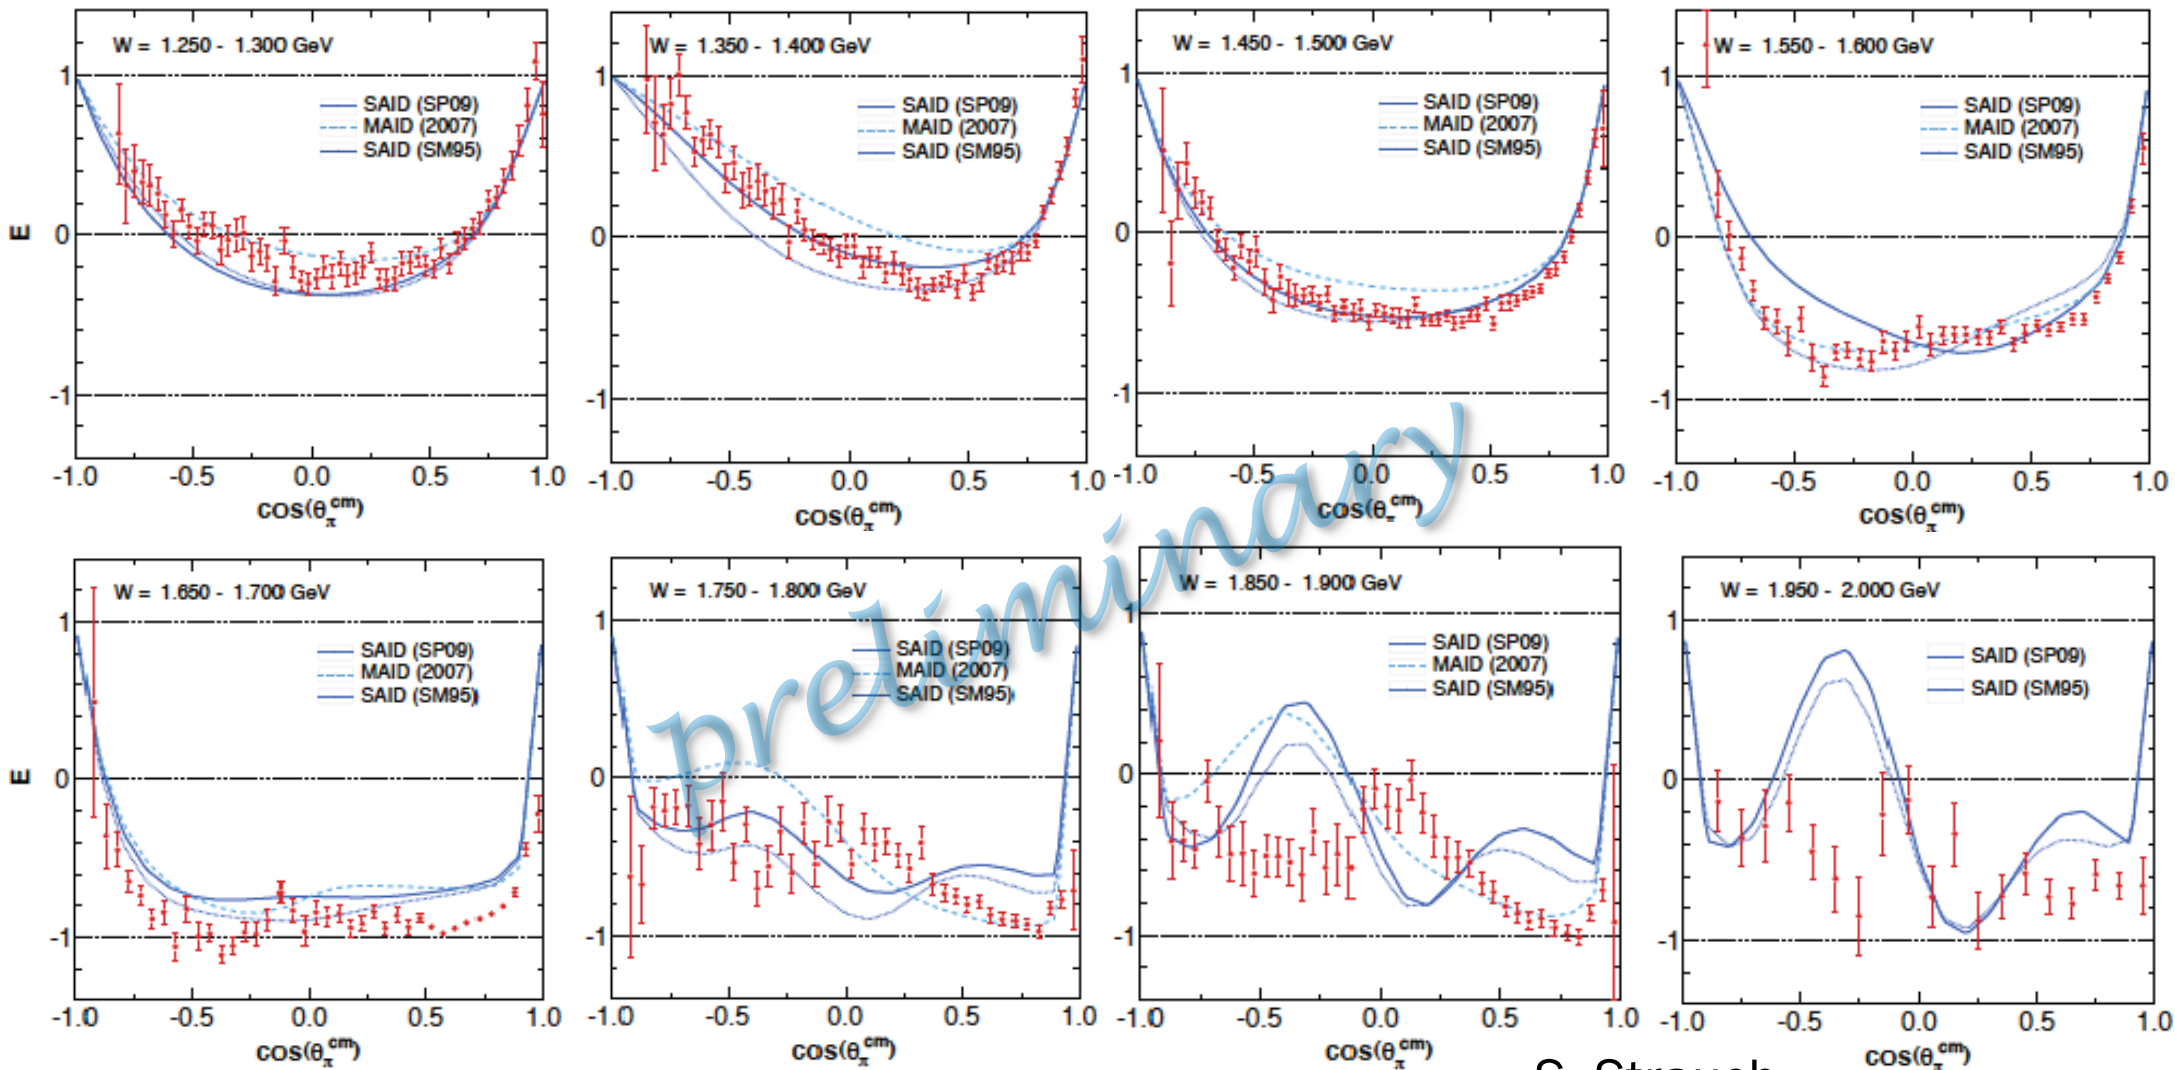 W = 1.250 - 1.300 GeV
SAID (SP09)
MAID (2007)
SAID (SM95)
1
0
-1
E
-1.0 -0.5 0.0 0.5 1.0
cos(θπcm)
W = 1.350 - 1.400 GeV
SAID (SP09)
MAID (2007)
SAID (SM95)
1
0
-1
-1.0 -0.5 0.0 0.5 1.0
cos(θπcm)
W = 1.450 - 1.500 GeV
SAID (SP09)
MAID (2007)
SAID (SM95)
1
0
-1
-1.0 -0.5 0.0 0.5 1.0
cos(θπcm)
W = 1.550 - 1.600 GeV
SAID (SP09)
MAID (2007)
SAID (SM95)
1
0
-1
-1.0 -0.5 0.0 0.5 1.0
cos(θπcm)
preliminary
W = 1.650 - 1.700 GeV
SAID (SP09)
MAID (2007)
SAID (SM95)
1
0
-1
E
-1.0 -0.5 0.0 0.5 1.0
cos(θπcm)
W = 1.750 - 1.800 GeV
SAID (SP09)
MAID (2007)
SAID (SM95)
1
0
-1
-1.0 -0.5 0.0 0.5 1.0
cos(θπcm)
W = 1.850 - 1.900 GeV
SAID (SP09)
MAID (2007)
SAID (SM95)
1
0
-1
-1.0 -0.5 0.0 0.5 1.0
cos(θπcm)
W = 1.950 - 2.000 GeV
SAID (SP09)
SAID (SM95)
1
0
-1
-1.0 -0.5 0.0 0.5 1.0
cos(θπcm)